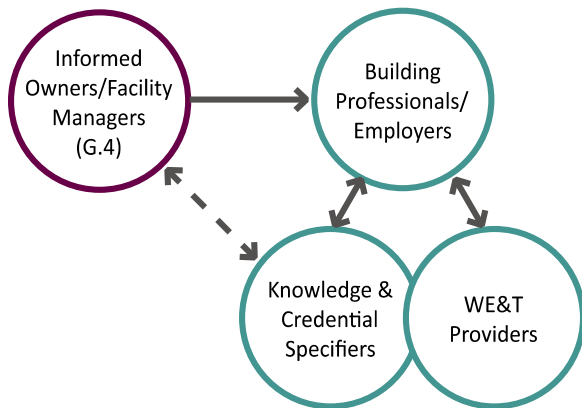 Informed
Owners/Facility
Managers
(G.4)
Building
Professionals/
Employers
Knowledge &
Credential
Specifiers
WE&T
Providers